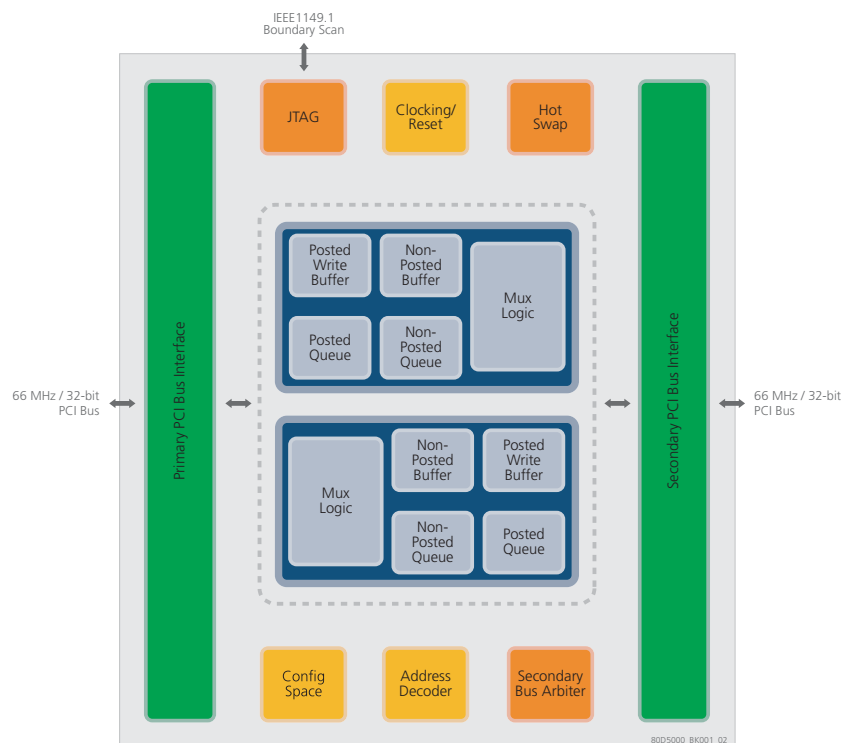 IEEE1149.1
Boundary Scan
JTAG
Clocking/
Reset
Hot
Swap
Primary PCI Bus Interface
Secondary PCI Bus Interface
Posted
Write
Buffer
Non-
Posted
Buffer
Mux
Logic
Posted
Queue
Non-
Posted
Queue
66 MHz / 32-bit
PCI Bus
66 MHz / 32-bit
PCI Bus
Mux
Logic
Non-
Posted
Buffer
Posted
Write
Buffer
Non-
Posted
Queue
Posted
Queue
Config
Space
Address
Decoder
Secondary
Bus Arbiter
80D5000_BK001_02